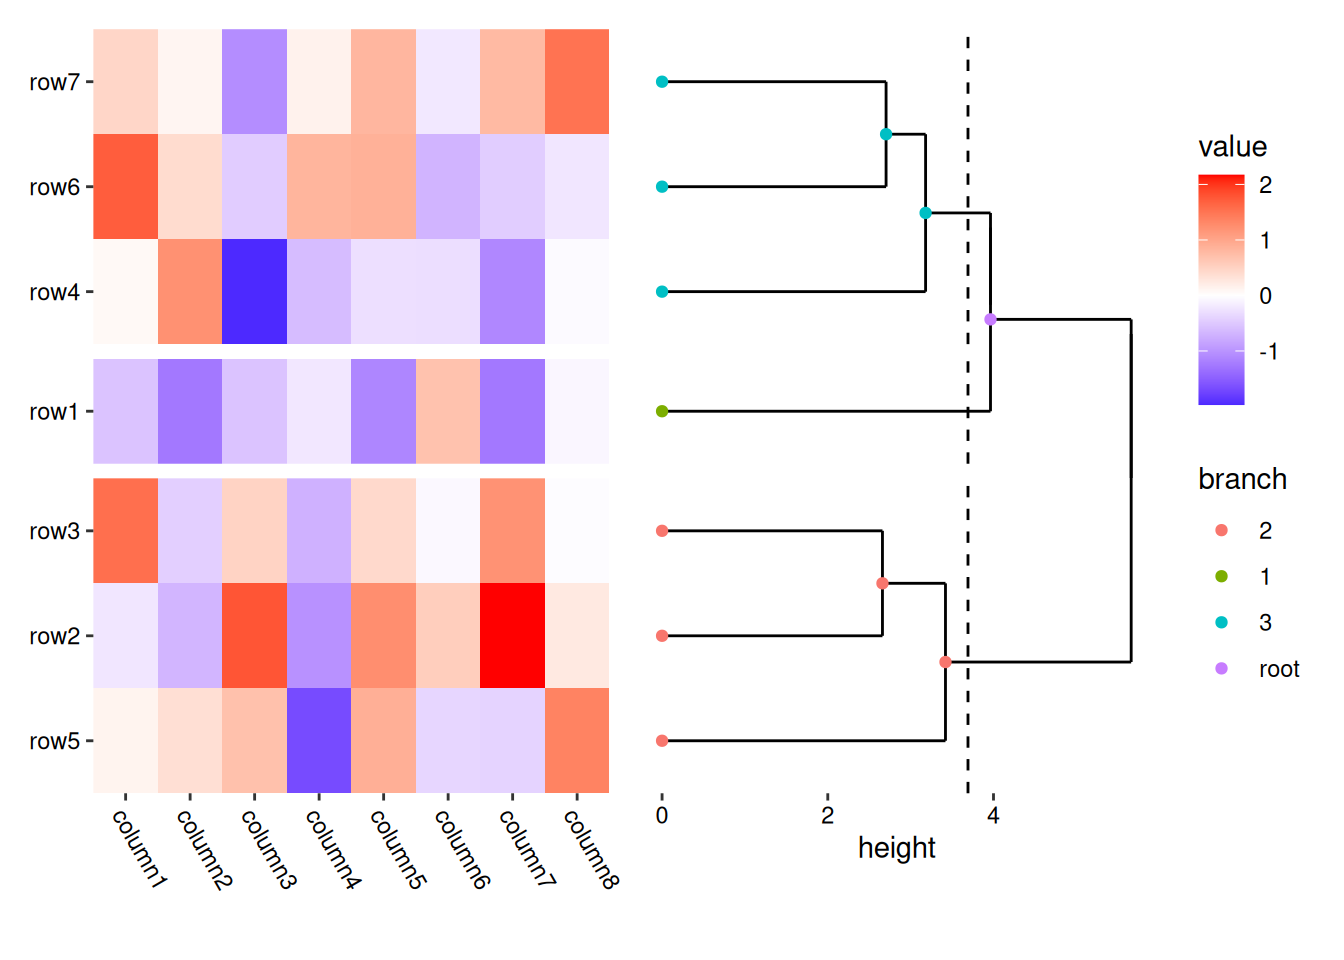 row7
row6
row4
row1
row3
row2
row5
column1
column2
column3
column4
column5
column6
column7
column8
0
2
4
height
value
2
1
0
-1
branch
2
1
3
root